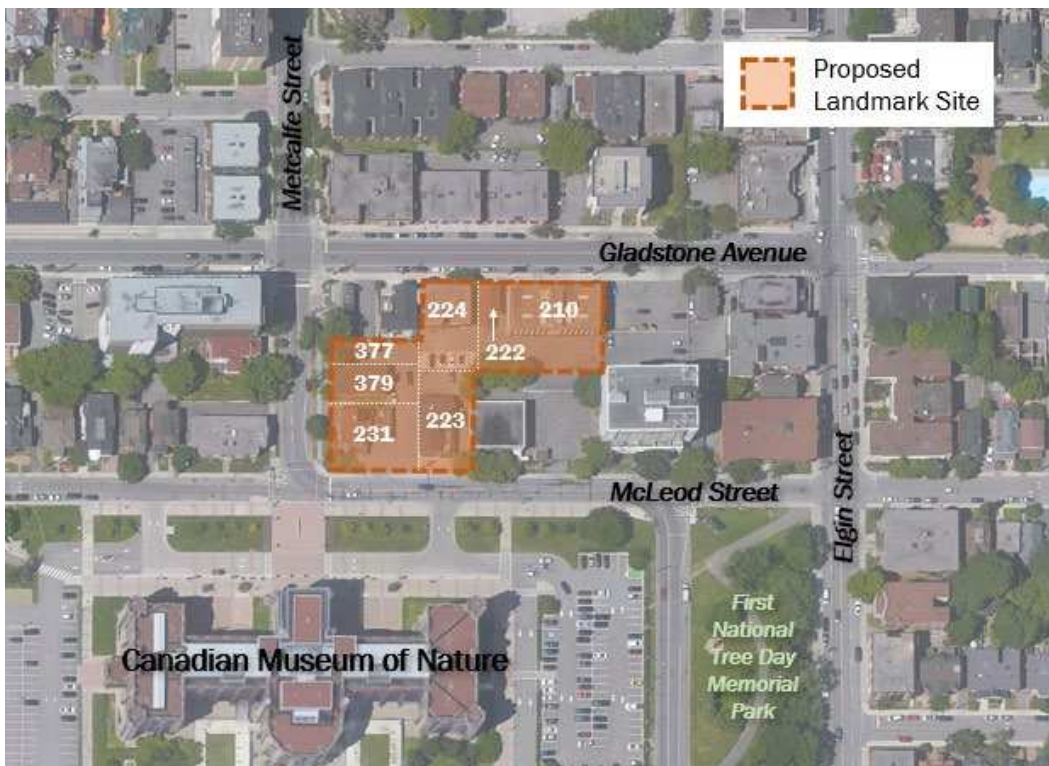 Proposed
Landmark Site
Metcalfe Street
Gladstone Avenue
224
210
222
377
379
223
231
McLeod Street
Elgin Street
First
National
Tree Day
Memorial
Park
Canadian Museum of Nature